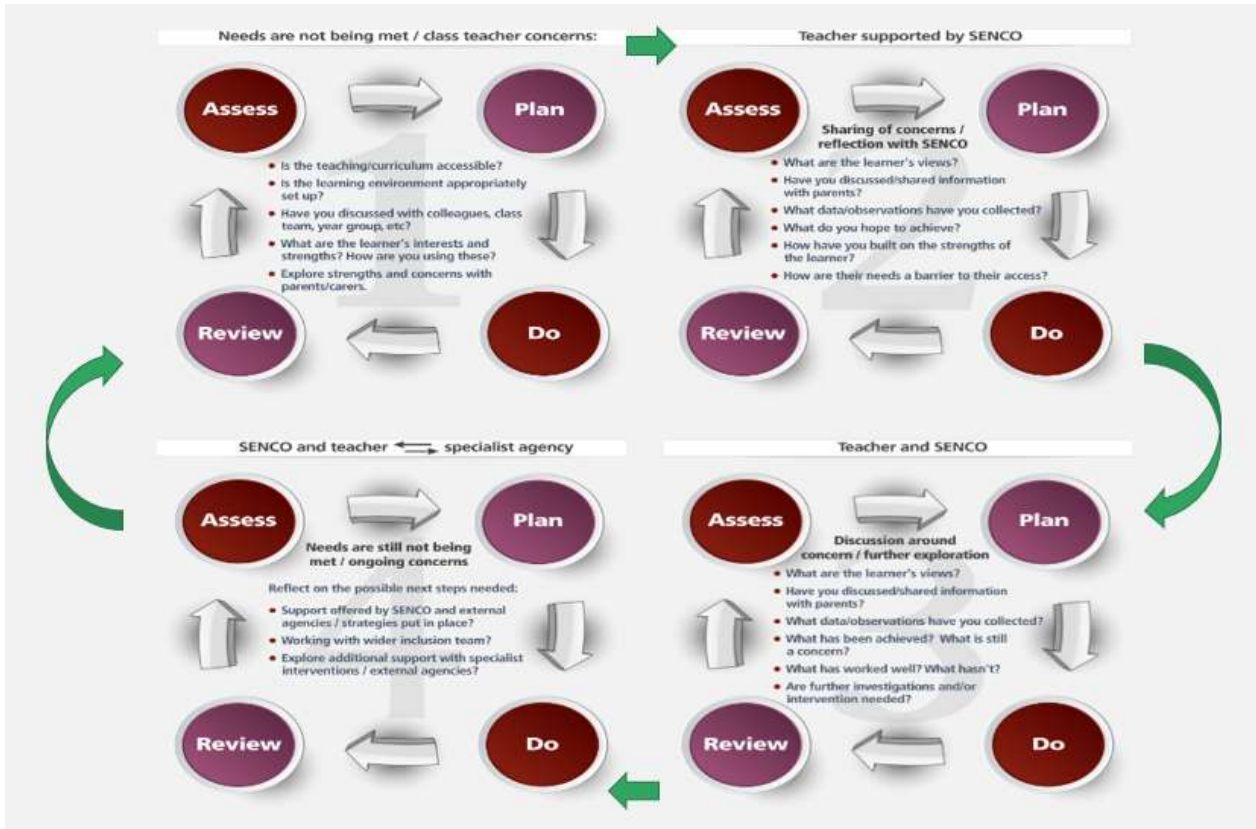 Needs are not being met / class teacher concerns:
Assess
Plan
1
• Is the teaching/curriculum accessible?
• Is the learning environment appropriately
set up?
• Have you discussed with colleagues, class
team, year group, etc?
• What are the learner's interests and
strengths? How are you using these?
• Explore strengths and concerns with
parents/carers.
Review
Do
Teacher supported by SENCO
Assess
Plan
2
Sharing of concerns /
reflection with SENCO
• What are the learner's views?
• Have you discussed/shared information
with parents?
• What data/observations have you collected?
• What do you hope to achieve?
• How have you built on the strengths of
the learner?
• How are their needs a barrier to their access?
Review
Do
Teacher and SENCO
Assess
Plan
3
Discussion around
concern / further exploration
• What are the learner's views?
• Have you discussed/shared information
with parents?
• What data/observations have you collected?
• What has been achieved? What is still
a concern?
• What has worked well? What hasn't?
• Are further investigations and/or
intervention needed?
Review
Do
SENCO and teacher specialist agency
Assess
Plan
4
Needs are still not being
met / ongoing concerns
Reflect on the possible next steps needed:
• Support offered by SENCO and external
agencies / strategies put in place?
• Working with wider inclusion team?
• Explore additional support with specialist
interventions / external agencies?
Review
Do